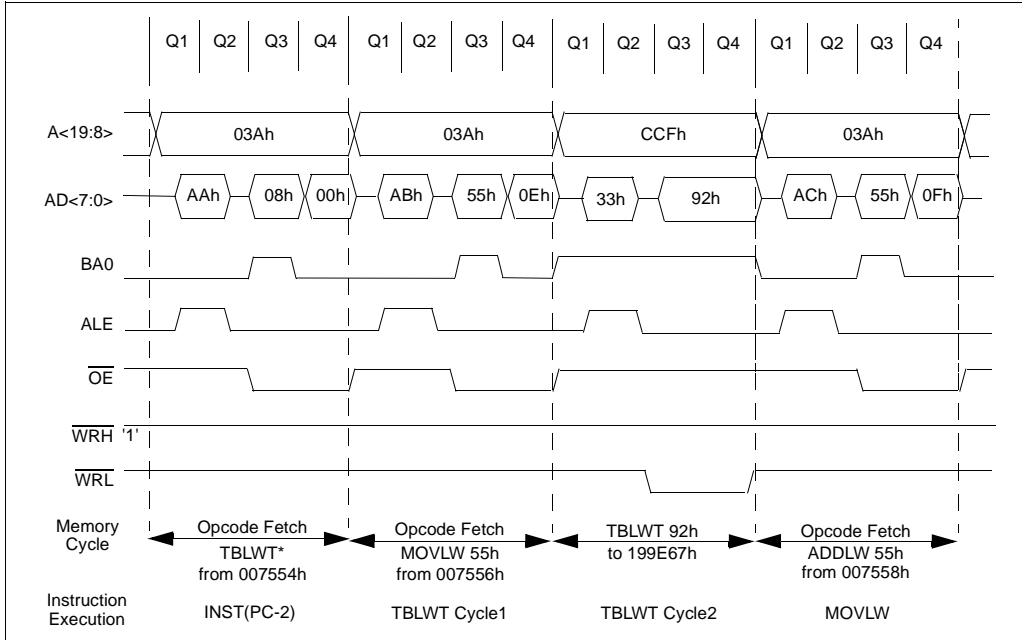 Q1 Q2 Q3 Q4 Q1 Q2 Q3 Q4 Q1 Q2 Q3 Q4 Q1 Q2 Q3 Q4
A<19:8> 03Ah 03Ah CCFh 03Ah
AD<7:0> AAh 08h 00h ABh 55h 0Eh 33h 92h ACh 55h 0Fh
BA0
ALE
OE
WRH '1'
WRL
Memory Cycle
Opcode Fetch
TBLWT*
from 007554h
Opcode Fetch
MOVLW 55h
from 007556h
TBLWT 92h
to 199E67h
Opcode Fetch
ADDLW 55h
from 007558h
Instruction Execution
INST(PC-2) TBLWT Cycle1 TBLWT Cycle2 MOVLW